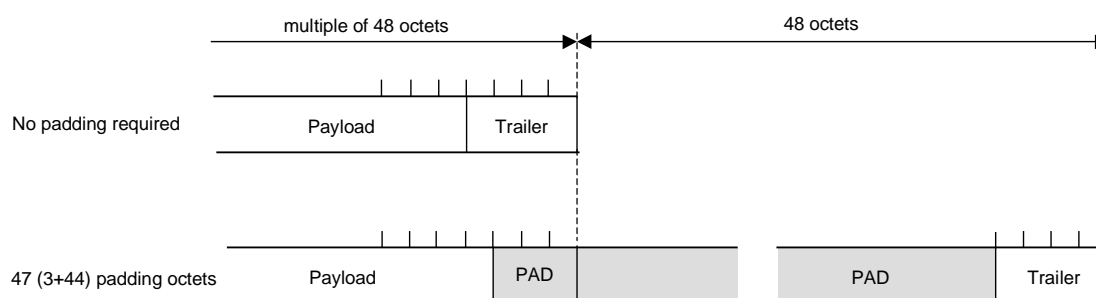 multiple of 48 octets
48 octets
No padding required
Payload
Trailer
47 (3+44) padding octets
Payload
PAD
PAD
Trailer